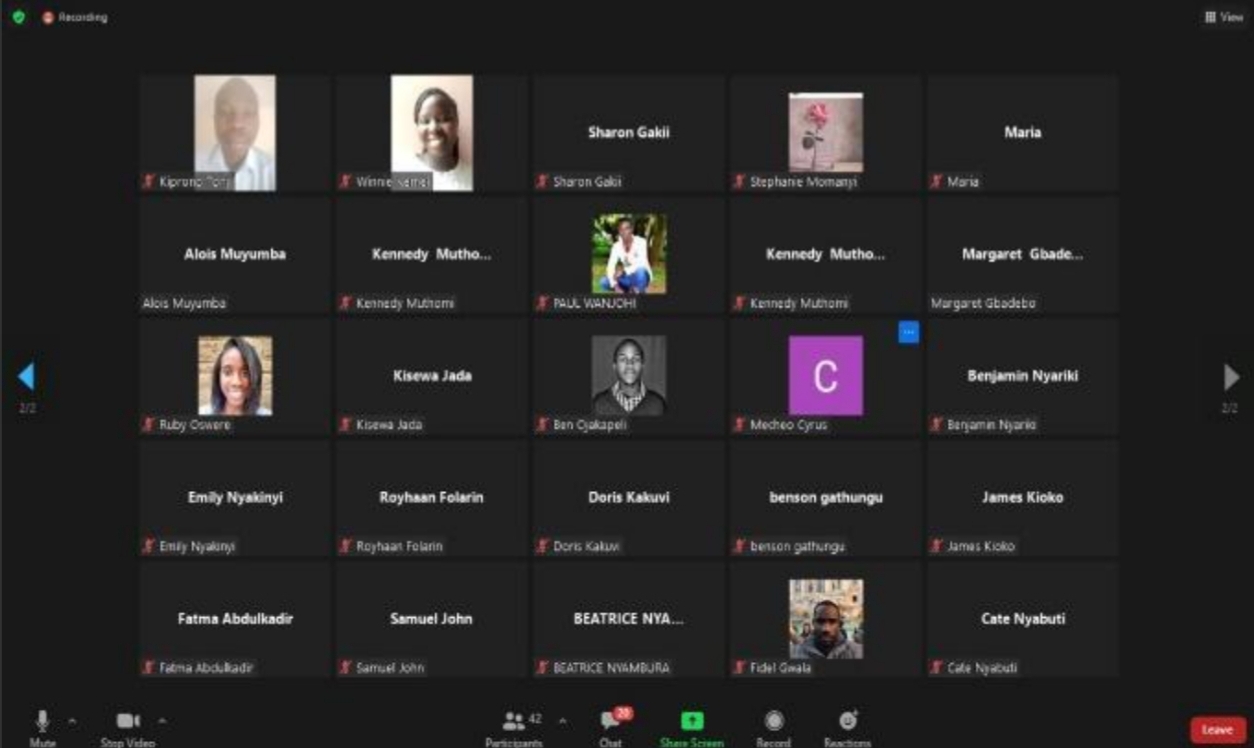 Recording
View
Sharon Gakii
Maria
Kiprono
Winnie Kemei
Sharon Gakii
Stephanie Momanyi
Maria
Alois Muyumba
Kennedy Mutho...
Kennedy Mutho...
Margaret Gbade...
Alois Muyumba
Kennedy Muthomi
PAUL WANJOHI
Kennedy Muthomi
Margaret Gbadebo
Kisewa Jada
C
Benjamin Nyariki
2/2
2/2
Ruby Oswere
Kisewa Jada
Ben Ojakapeli
Mecheo Cyrus
Benjamin Nyariki
Emily Nyakinyi
Royhaan Folarin
Doris Kakuvi
benson gathungu
James Kioko
Emily Nyakinyi
Royhaan Folarin
Doris Kakuvi
benson gathungu
James Kioko
Fatma Abdulkadir
Samuel John
BEATRICE NYA...
Cate Nyabuti
Fatma Abdulkadir
Samuel John
BEATRICE NYAMBURA
Fidel Gwala
Cate Nyabuti
42
20
Mute
Stop Video
Participants
Chat
Share Screen
Record
Reactions
Leave